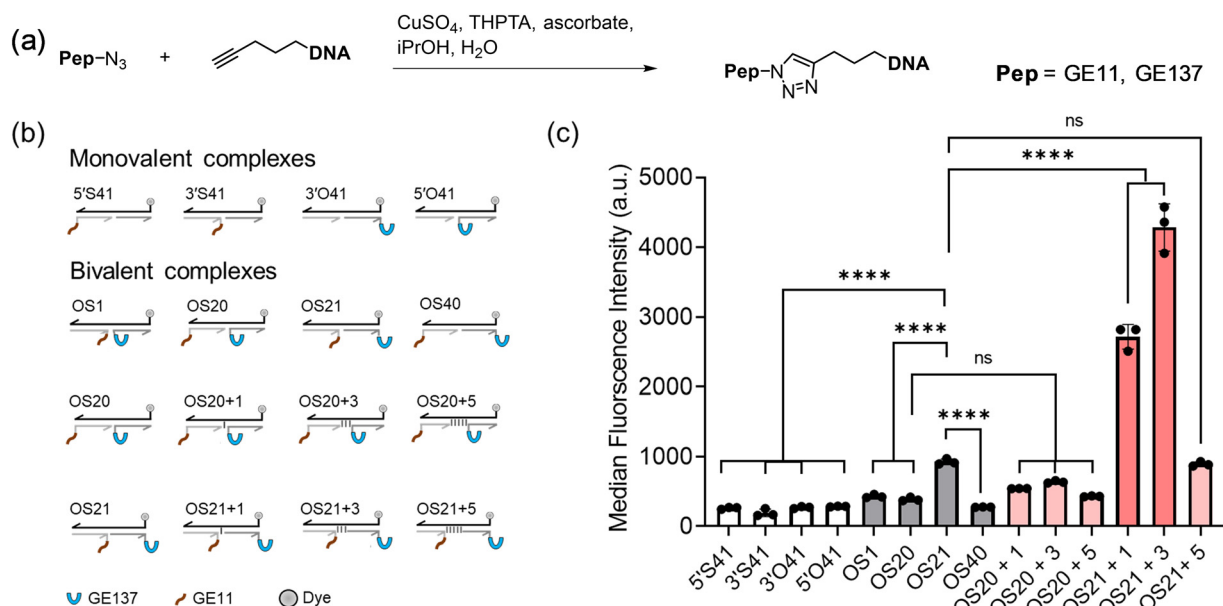 (a)
Pep–N3 + DNA
CuSO4, THPTA, ascorbate,
iPrOH, H2O
Pep–N N N DNA
Pep = GE11, GE137
(b)
Monovalent complexes
5′S41 3′S41 3′O41 5′O41
Bivalent complexes
OS1 OS20 OS21 OS40
OS20 OS20+1 OS20+3 OS20+5
OS21 OS21+1 OS21+3 OS21+5
GE137 GE11 Dye
(c)
Median Fluorscence Intensity (a.u.)
5000
4000
3000
2000
1000
0
ns
****
****
****
ns
****
5'S41 3'S41 3'O41 5'O41 OS1 OS20 OS21 OS40 OS20 + 1 OS20 + 3 OS20 + 5 OS21 + 1 OS21 + 3 OS21+ 5